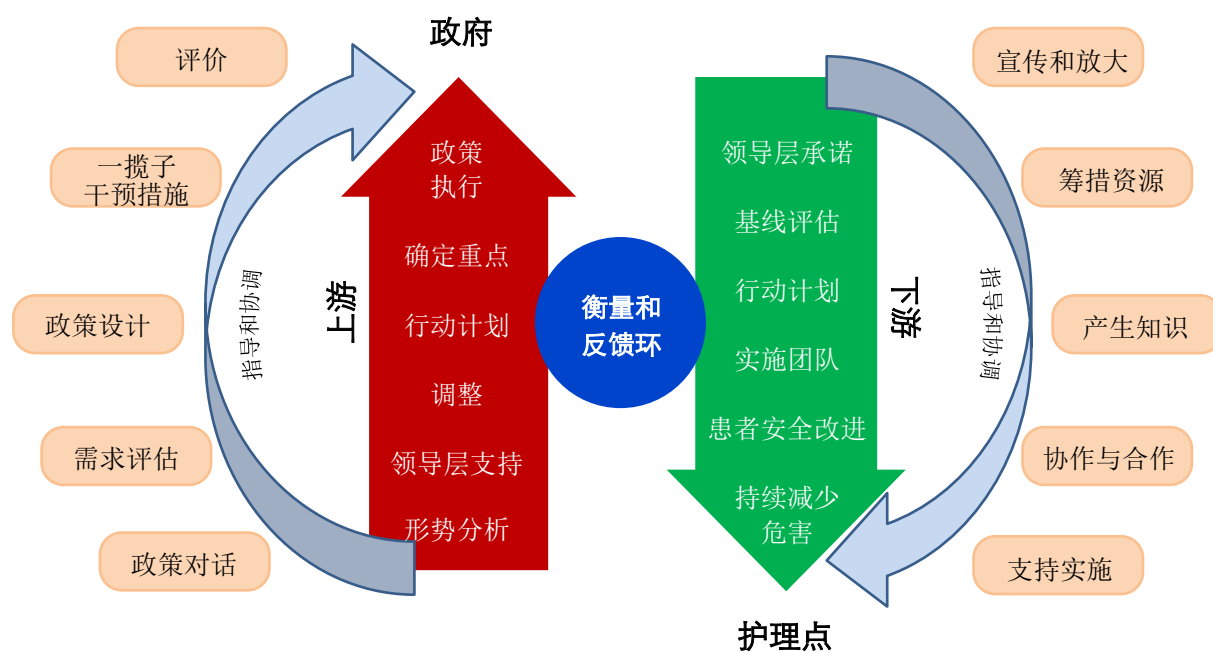 政府
评价
一揽子
干预措施
政策设计
需求评估
政策对话
指导和协调
上游
政策
执行
确定重点
行动计划
调整
领导层支持
形势分析
衡量和
反馈环
领导层承诺
基线评估
行动计划
实施团队
患者安全改进
持续减少
危害
下游
指导和协调
宣传和放大
筹措资源
产生知识
协作与合作
支持实施
护理点